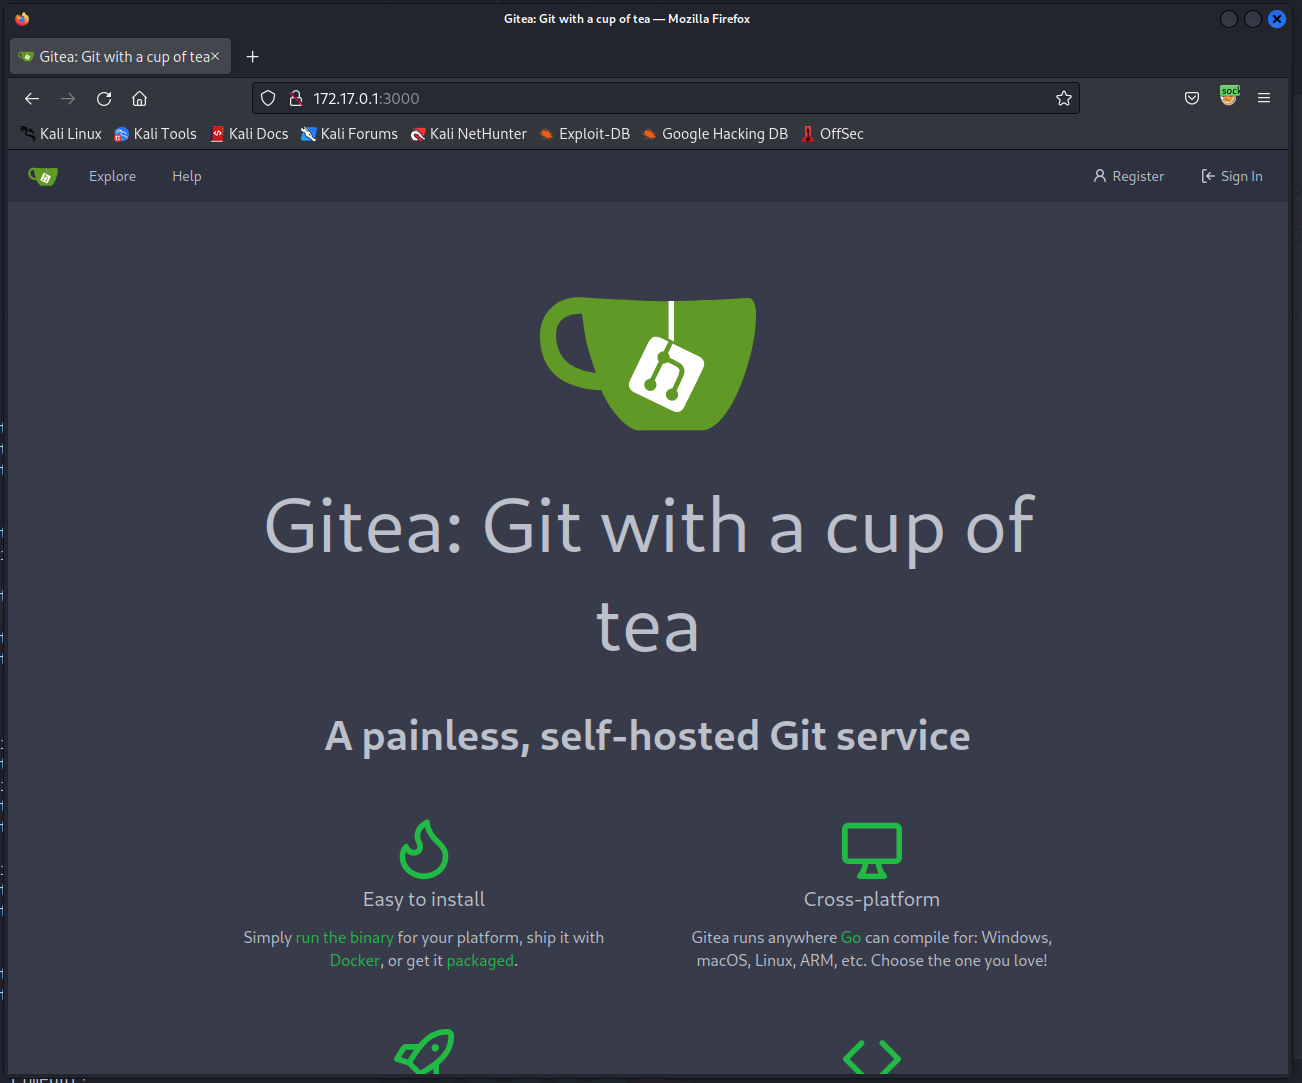 Gitea: Git with a cup of tea — Mozilla Firefox
Gitea: Git with a cup of tea
172.17.0.1:3000
sock
Kali Linux Kali Tools Kali Docs Kali Forums Kali NetHunter Exploit-DB Google Hacking DB OffSec
Explore Help Register Sign In
Gitea: Git with a cup of
tea
A painless, self-hosted Git service
Easy to install
Simply run the binary for your platform, ship it with
Docker, or get it packaged.
Cross-platform
Gitea runs anywhere Go can compile for: Windows,
macOS, Linux, ARM, etc. Choose the one you love!